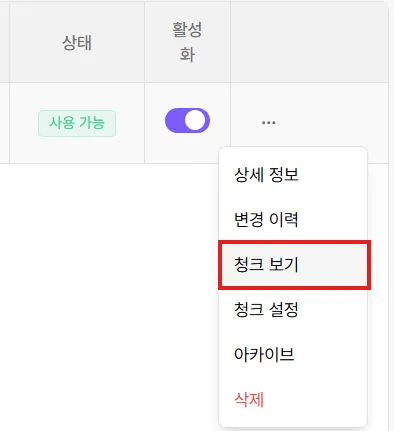 상태
활성
화
사용 가능
...
상세 정보
변경 이력
청크 보기
청크 설정
아카이브
삭제